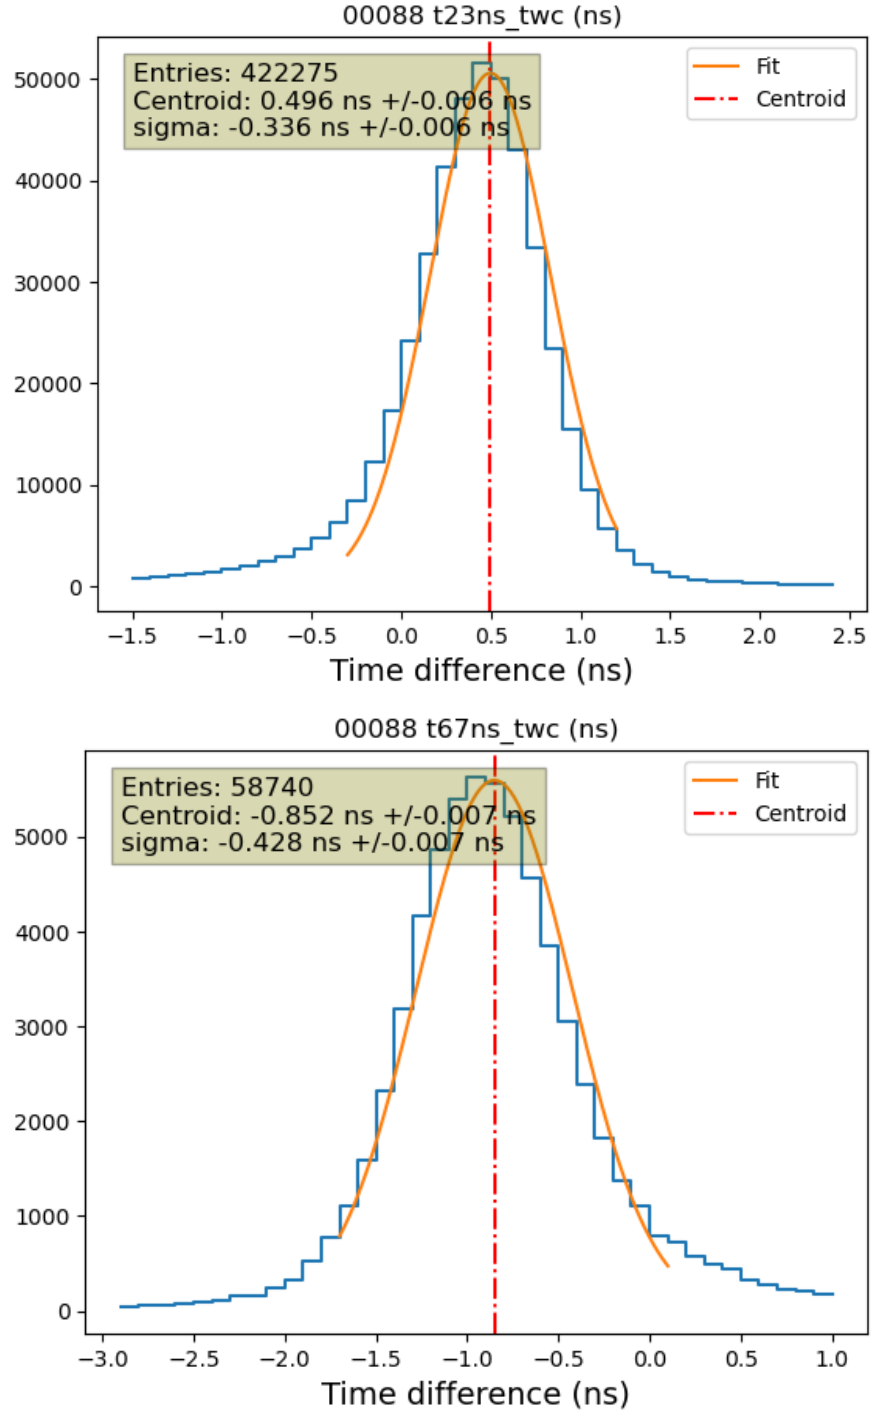 00088 t23ns_twc (ns)
Entries: 422275
Centroid: 0.496 ns +/-0.006 ns
sigma: -0.336 ns +/-0.006 ns
Fit
Centroid
50000
40000
30000
20000
10000
0
−1.5 −1.0 −0.5 0.0 0.5 1.0 1.5 2.0 2.5
Time difference (ns)
00088 t67ns_twc (ns)
Entries: 58740
Centroid: -0.852 ns +/-0.007 ns
sigma: -0.428 ns +/-0.007 ns
Fit
Centroid
5000
4000
3000
2000
1000
0
−3.0 −2.5 −2.0 −1.5 −1.0 −0.5 0.0 0.5 1.0
Time difference (ns)